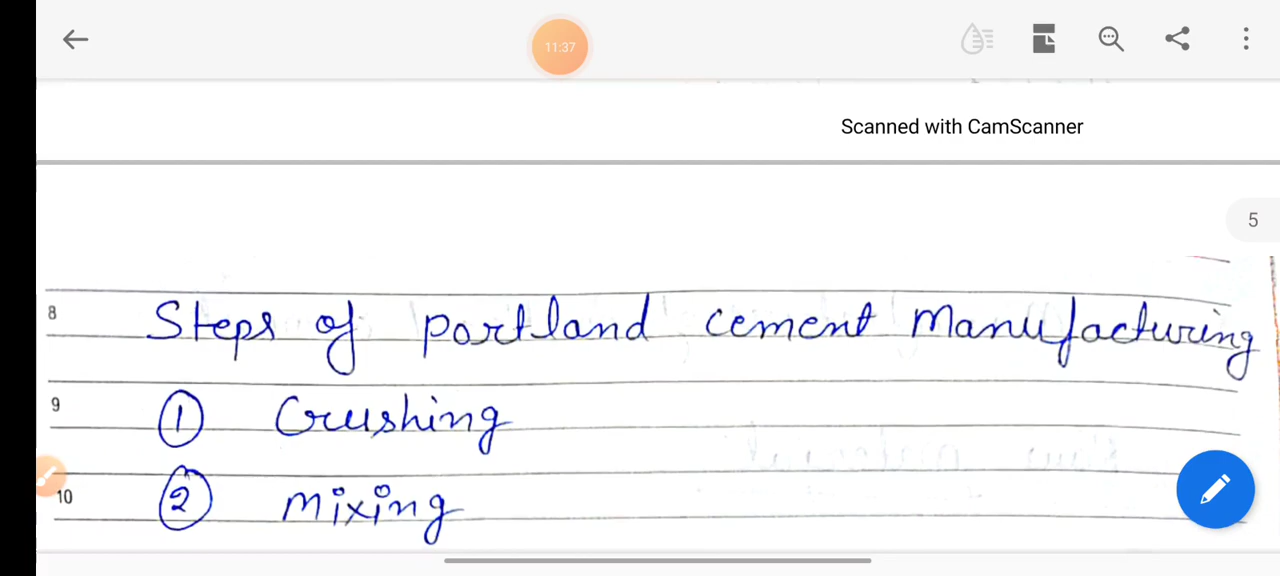 11:37
Scanned with CamScanner
5
8 Steps of portland cement manufacturing
9 ① Crushing
10 ② mixing